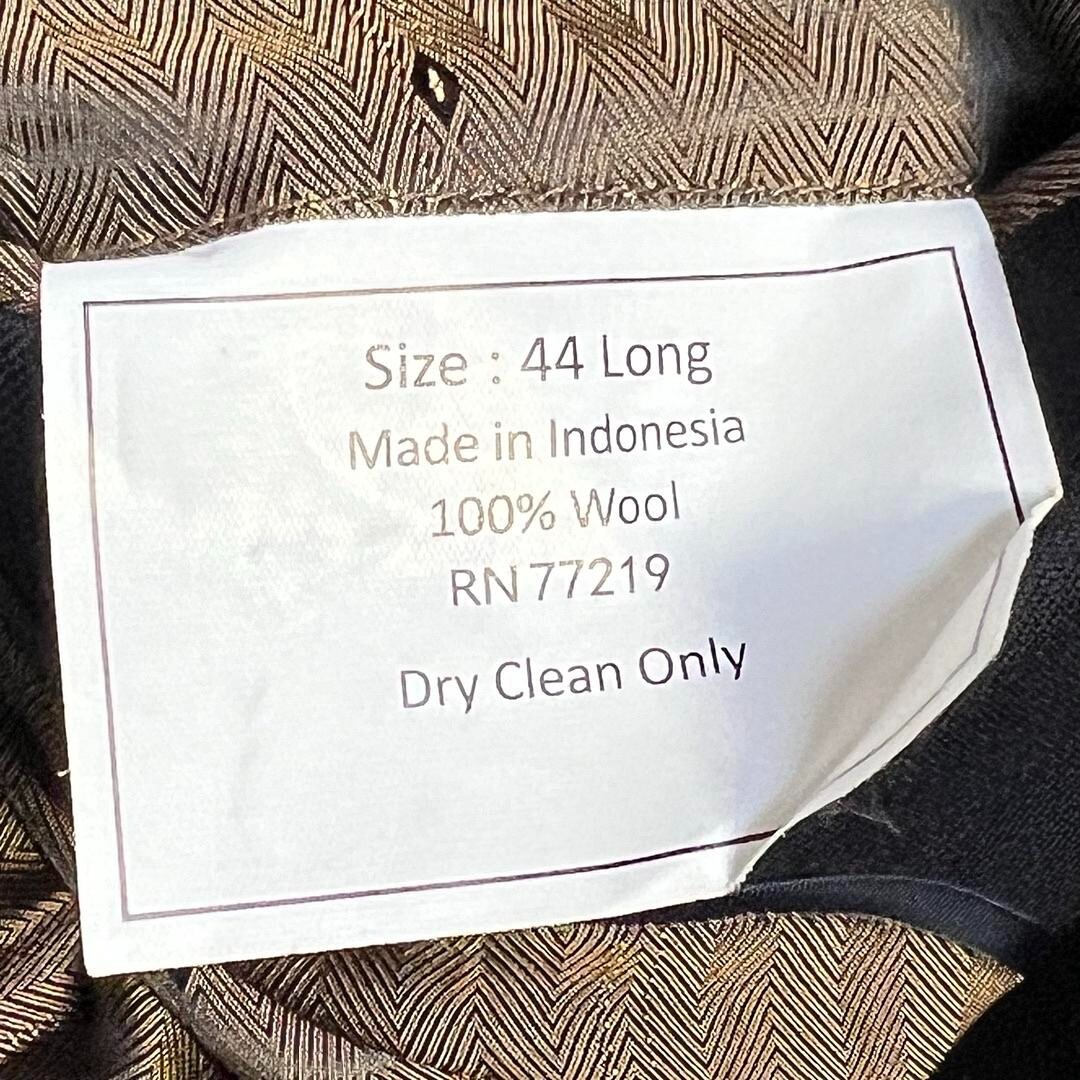 Size : 44 Long
Made in Indonesia
100% Wool
RN 77219
Dry Clean Only